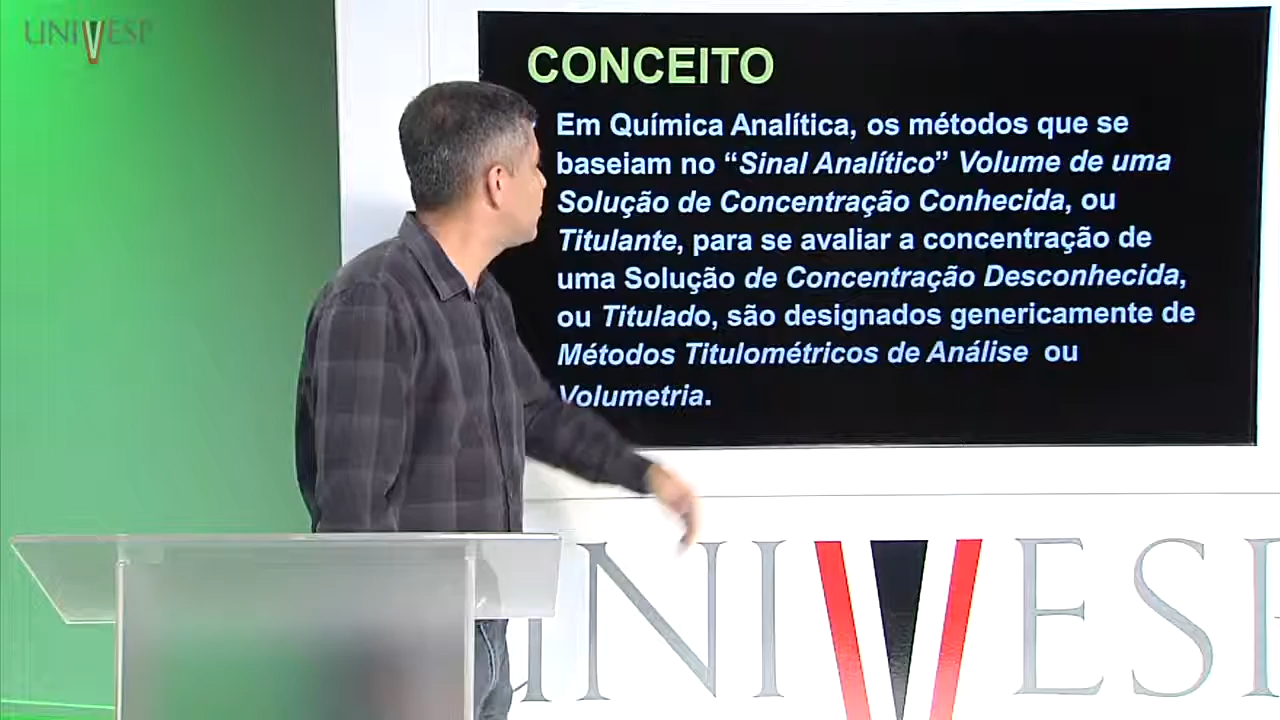 UNIVESP
CONCEITO
Em Química Analítica, os métodos que se
baseiam no “Sinal Analítico” Volume de uma
Solução de Concentração Conhecida, ou
Titulante, para se avaliar a concentração de
uma Solução de Concentração Desconhecida,
ou Titulado, são designados genericamente de
Métodos Titulométricos de Análise ou
Volumetria.
UNIVESP